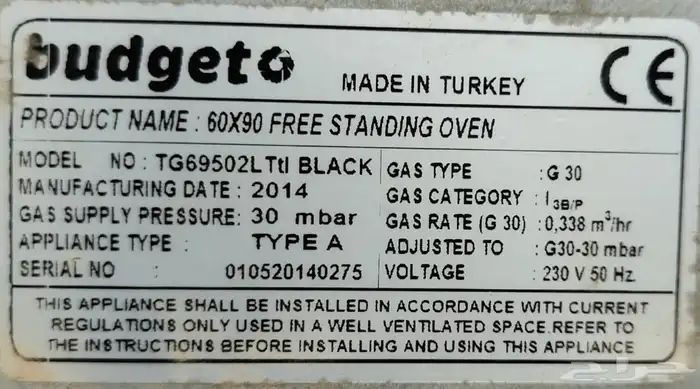 budget
MADE IN TURKEY
CE
PRODUCT NAME : 60X90 FREE STANDING OVEN
MODEL NO : TG69502LTtl BLACK
MANUFACTURING DATE : 2014
GAS SUPPLY PRESSURE: 30 mbar
APPLIANCE TYPE : TYPE A
SERIAL NO : 010520140275
GAS TYPE : G 30
GAS CATEGORY : I3B/P
GAS RATE (G 30) : 0,338 m³/hr
ADJUSTED TO : G30-30 mbar
VOLTAGE : 230 V 50 Hz.
THIS APPLIANCE SHALL BE INSTALLED IN ACCORDANCE WITH CURRENT
REGULATIONS ONLY USED IN A WELL VENTILATED SPACE.REFER TO
THE INSTRUCTIONS BEFORE INSTALLING AND USING THIS APPLIANCE